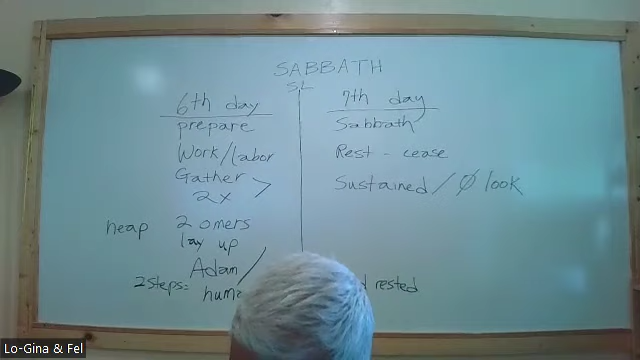 SABBATH
SL
6th day
prepare
Work/labor
Gather
2x
heap 2 omers
lay up
Adam /
2 steps:
7th day
Sabbath
Rest - cease
Sustained / Ø look
rested
Lo-Gina & Fel